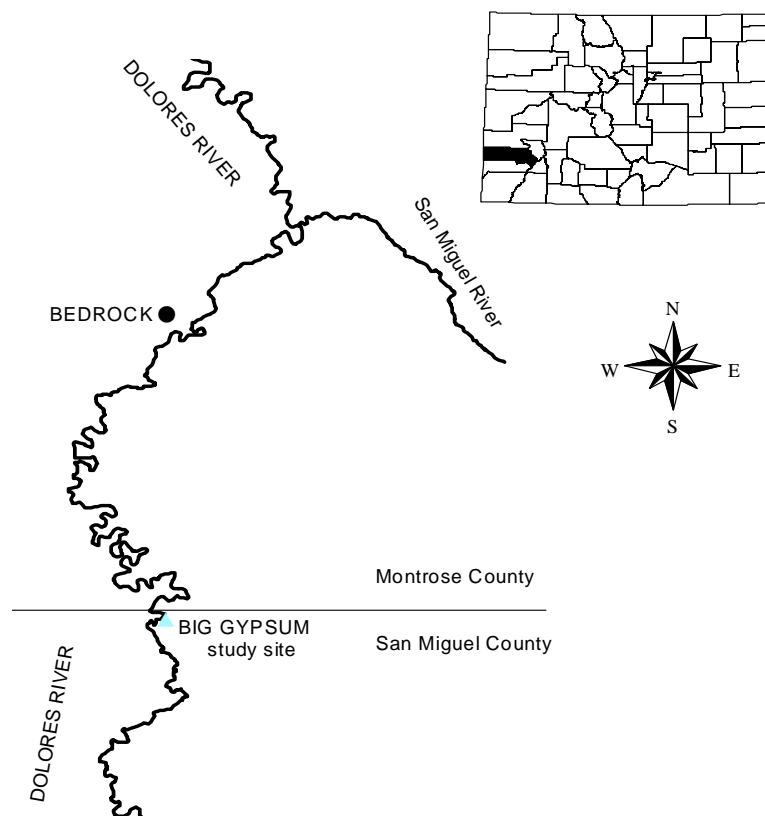 DOLORES RIVER
San Miguel River
BEDROCK
N
W
E
S
Montrose County
BIG GYPSUM
study site
San Miguel County
DOLORES RIVER